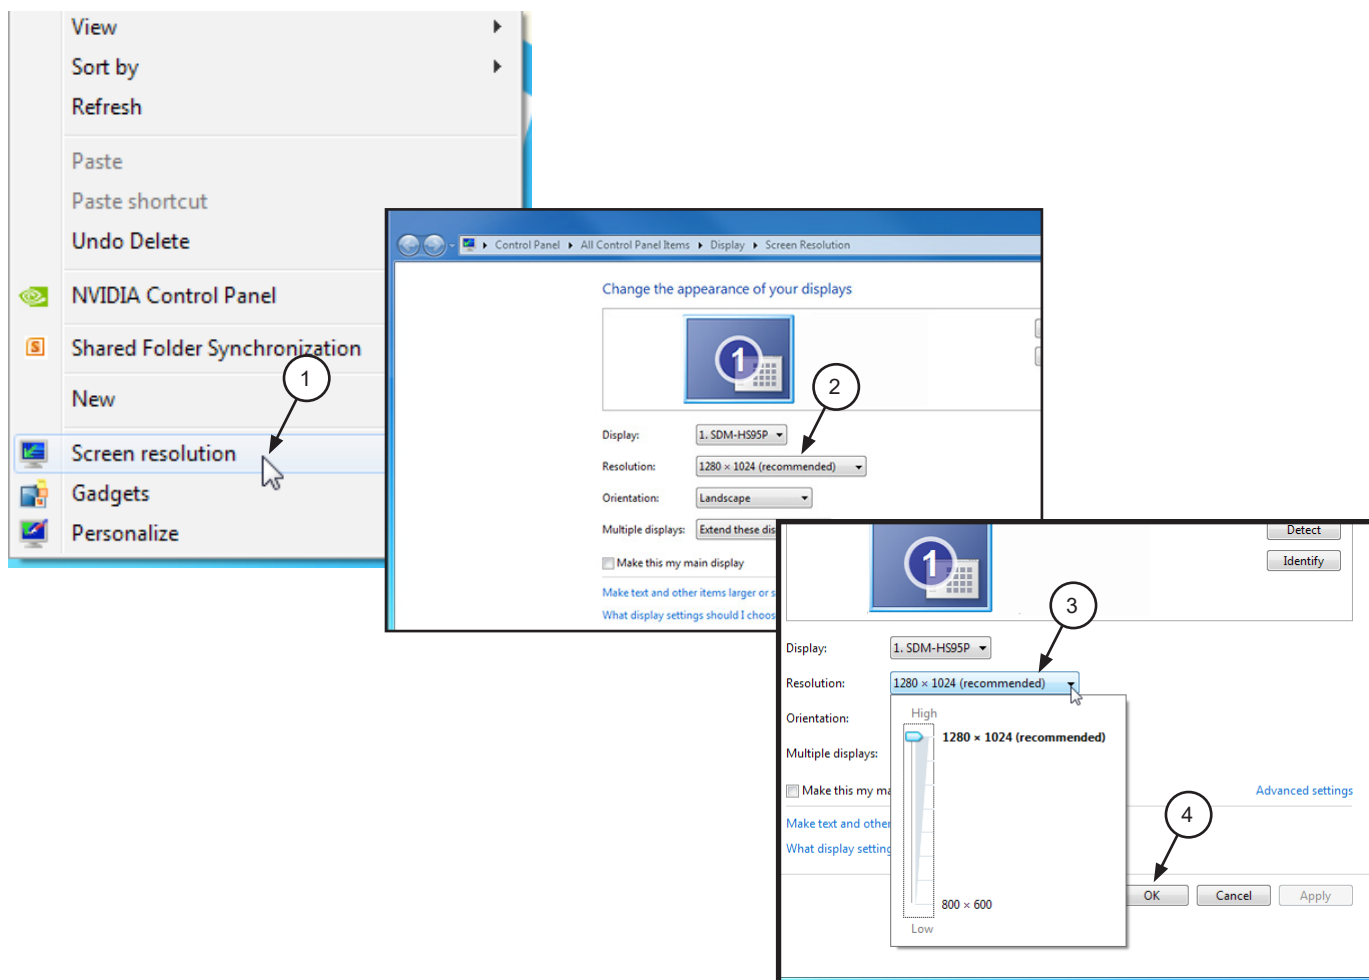 View
Sort by
Refresh
Paste
Paste shortcut
Undo Delete
NVIDIA Control Panel
S
Shared Folder Synchronization
1
New
Screen resolution
Gadgets
Personalize
Control Panel All Control Panel Items Display Screen Resolution
Change the appearance of your displays
1
2
Display: 1. SDM-HS95P
Resolution: 1280 × 1024 (recommended)
Orientation: Landscape
Multiple displays: Extend these dis
Make this my main display
Make text and other items larger or s
What display settings should I choos
1
Detect
Identify
3
Display: 1. SDM-HS95P
Resolution: 1280 × 1024 (recommended)
Orientation: High
1280 × 1024 (recommended)
Multiple displays:
Make this my ma
Advanced settings
4
Make text and other
What display setting
800 × 600
Low
OK Cancel Apply